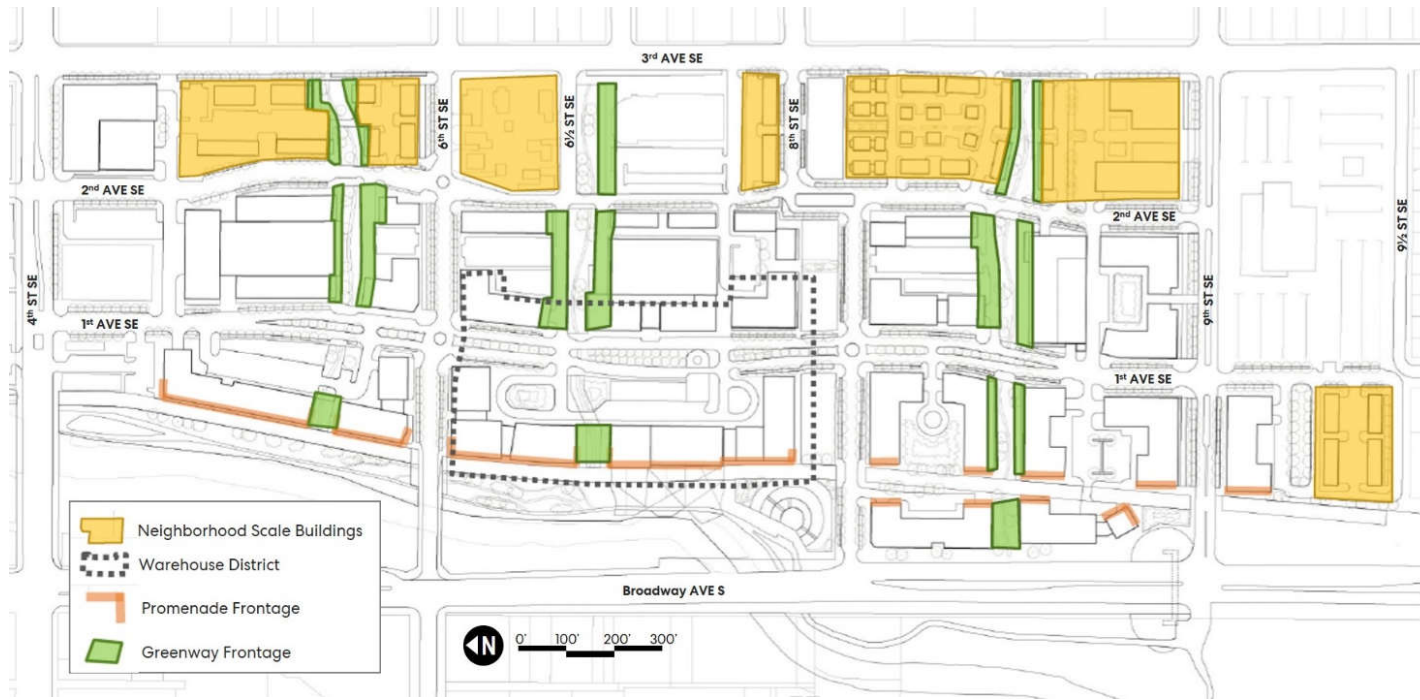 3rd AVE SE
6th ST SE
6½ ST SE
8th ST SE
2nd AVE SE
2nd AVE SE
4th ST SE
9th ST SE
9½ ST SE
1st AVE SE
1st AVE SE
Neighborhood Scale Buildings
Warehouse District
Promenade Frontage
Greenway Frontage
Broadway AVE S
N
0' 100' 200' 300'